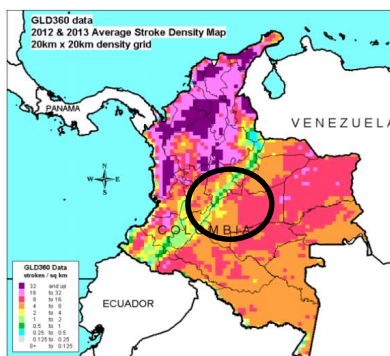 GLD360 data
2012 & 2013 Average Stroke Density Map
20km x 20km density grid
PANAMA
VENEZUELA
N
W
E
S
COLOMBIA
ECUADOR
GLD360 Data
strokes / sq km
32 and up
16 to 32
8 to 16
4 to 8
2 to 4
1 to 2
0.5 to 1
0.25 to 0.5
0.125 to 0.25
0+ to 0.125